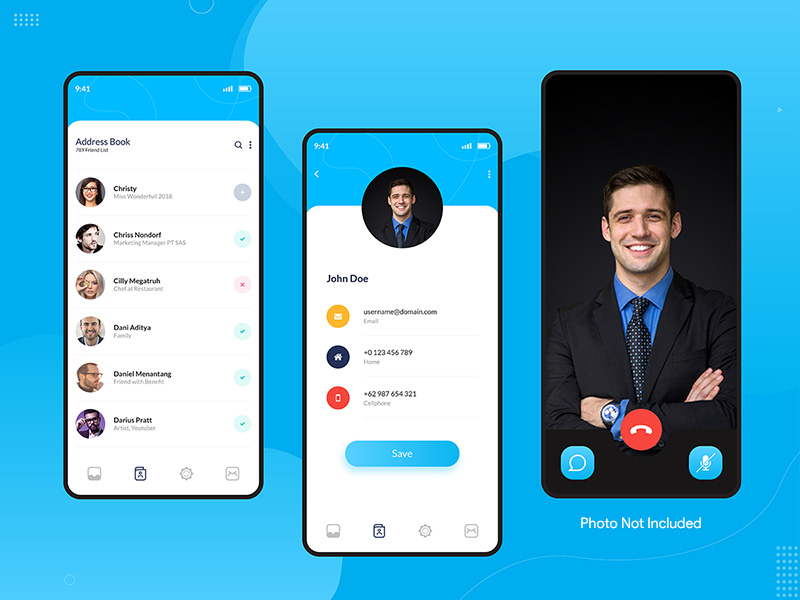 9:41
Address Book
789 Friend List
Christy
Miss Wonderfull 2018
Chriss Nondorf
Marketing Manager PT SAS
Cilly Megatruh
Chef at Restaurant
Dani Aditya
Family
Daniel Menantang
Friend with Benefit
Darius Pratt
Artist, Youtuber
9:41
John Doe
username@domain.com
Email
+0 123 456 789
Home
+62 987 654 321
Cellphone
Save
Photo Not Included